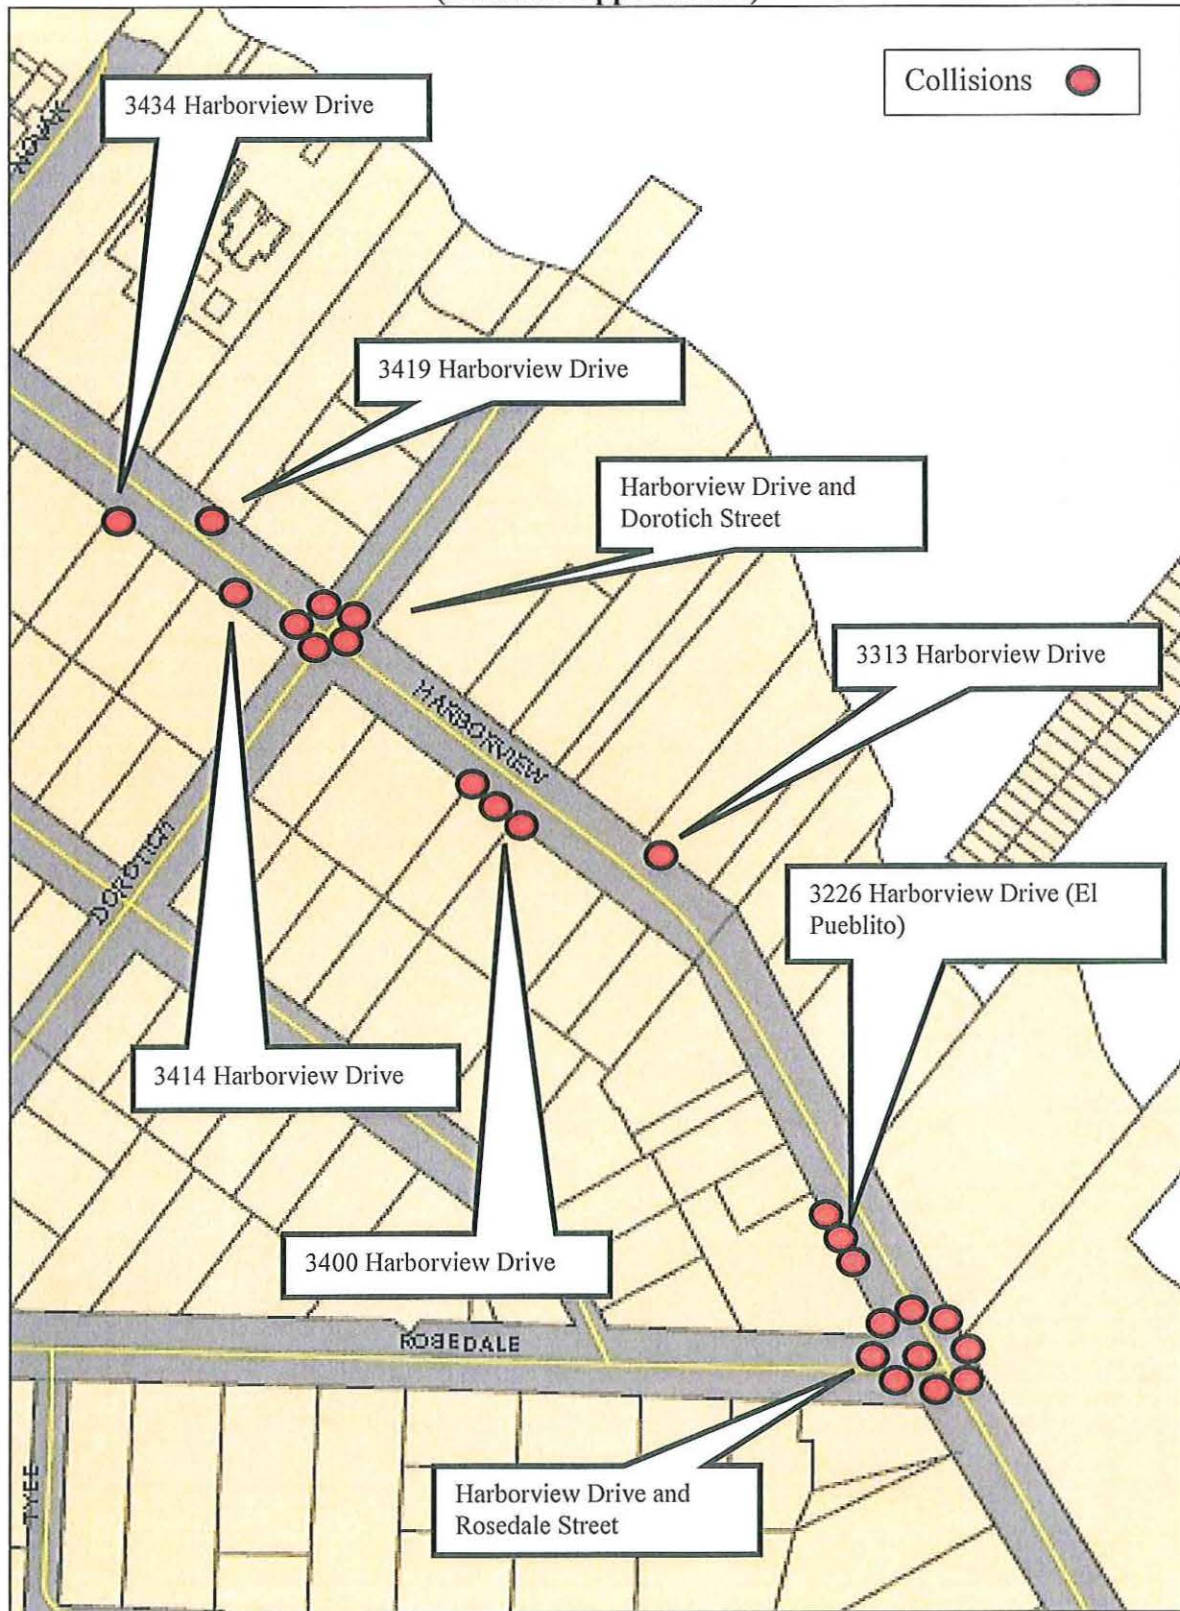 Collisions
3434 Harborview Drive
NOVAK
3419 Harborview Drive
Harborview Drive and
Dorotich Street
3313 Harborview Drive
HARBORVIEW
DOROTICH
3226 Harborview Drive (El
Pueblito)
3414 Harborview Drive
3400 Harborview Drive
ROSEDALE
TYEE
Harborview Drive and
Rosedale Street